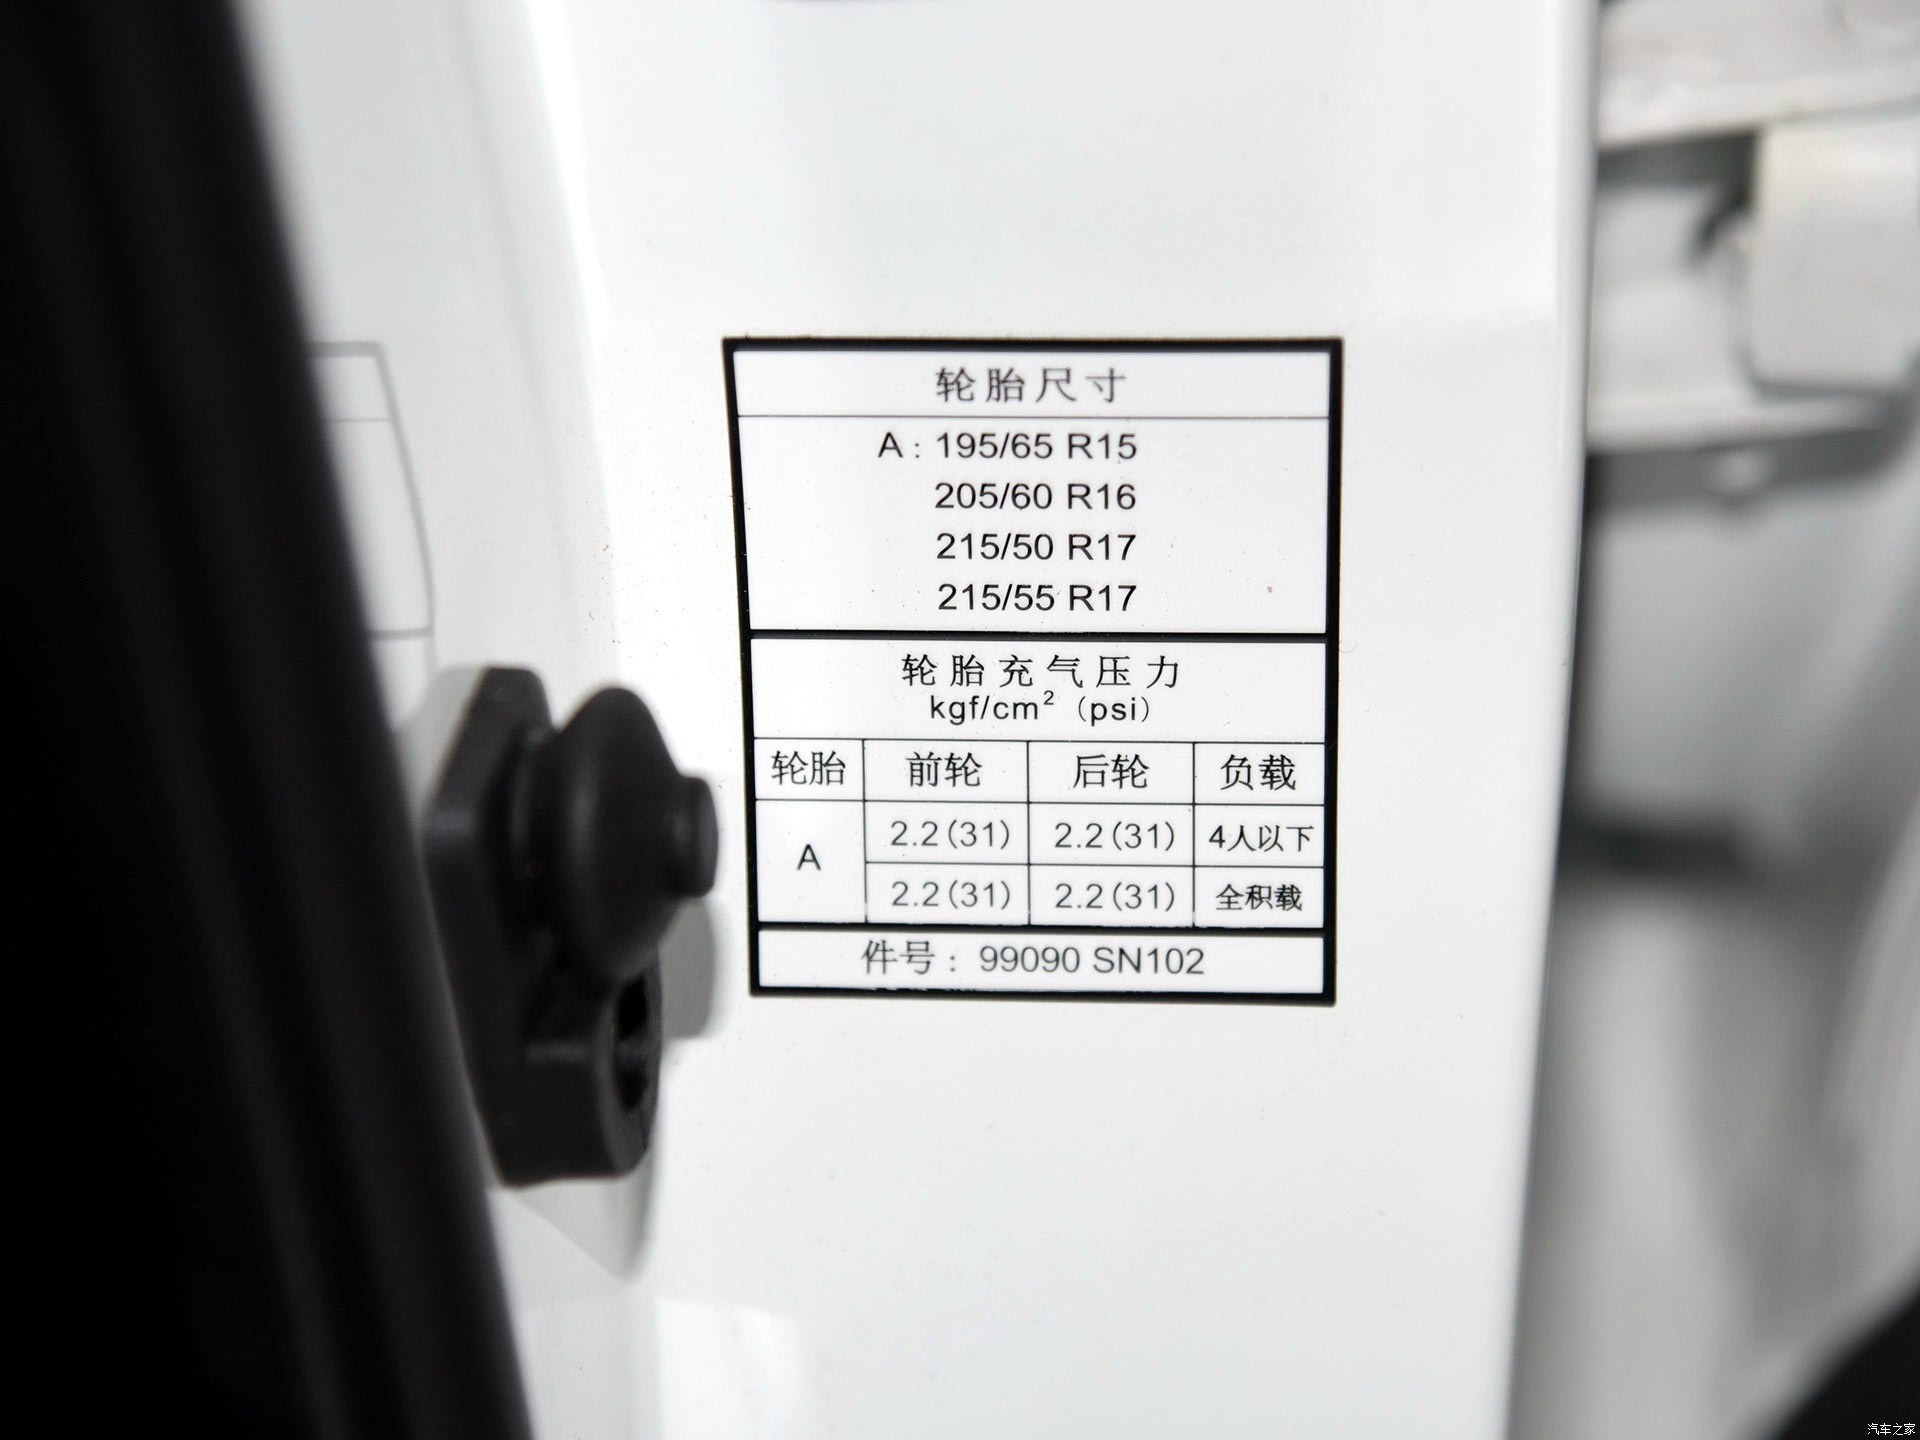 轮胎尺寸
A：195/65 R15
205/60 R16
215/50 R17
215/55 R17
轮胎充气压力
kgf/cm²（psi）
轮胎 前轮 后轮 负载
A 2.2(31) 2.2(31) 4人以下
2.2(31) 2.2(31) 全积载
件号：99090 SN102
汽车之家